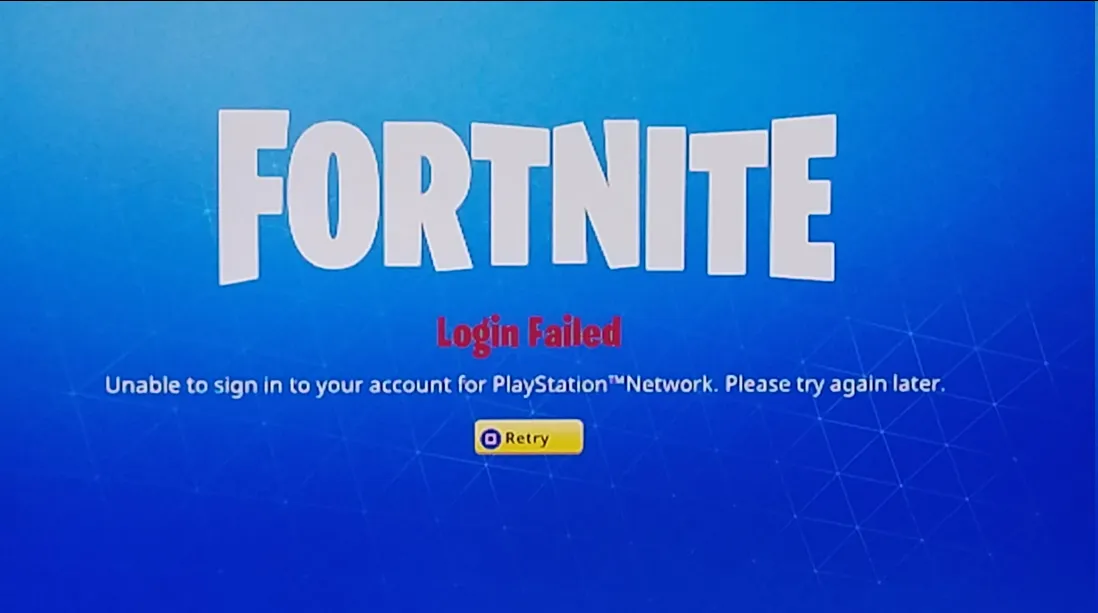 FORTNITE
Login Failed
Unable to sign in to your account for PlayStation™Network. Please try again later.
Retry